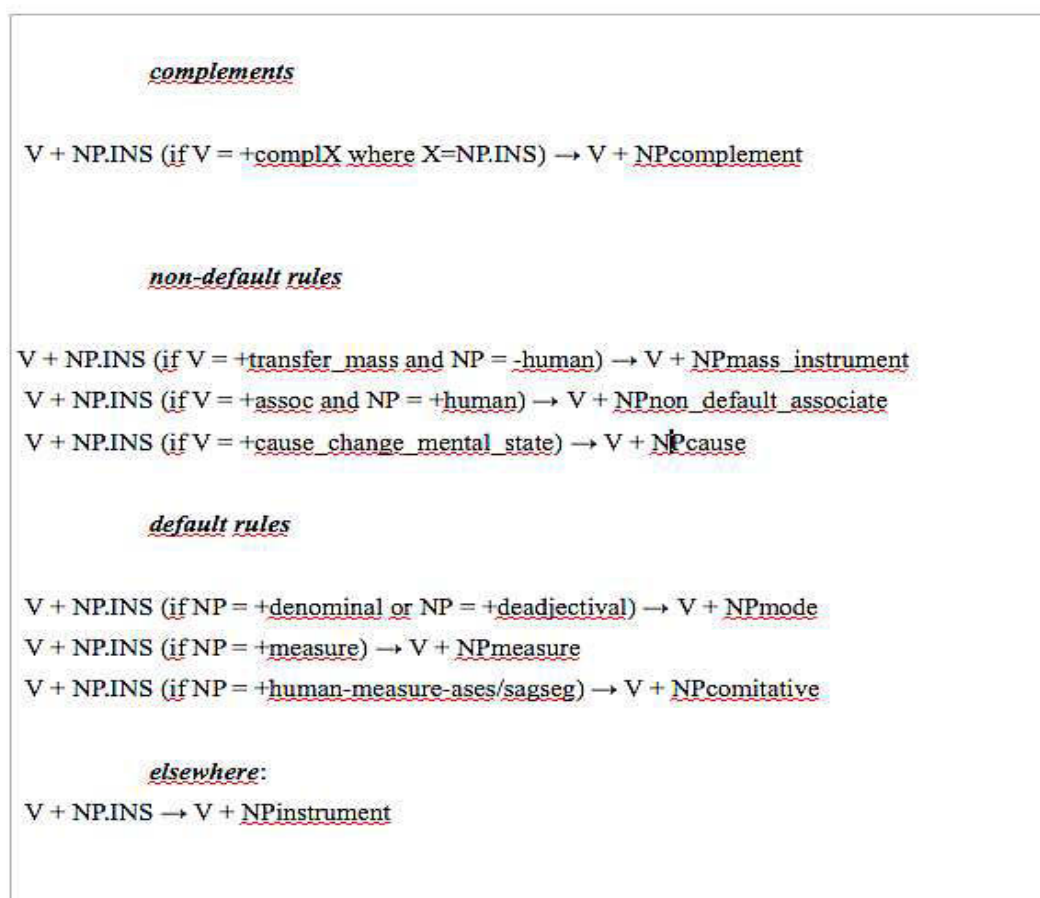 complements
V + NP.INS (if V = +complX where X=NP.INS) → V + NPcomplement
non-default rules
V + NP.INS (if V = +transfer_mass and NP = -human) → V + NPmass_instrument
V + NP.INS (if V = +assoc and NP = +human) → V + NPnon_default_associate
V + NP.INS (if V = +cause_change_mental_state) → V + NPcause
default rules
V + NP.INS (if NP = +denominal or NP = +deadjectival) → V + NPmode
V + NP.INS (if NP = +measure) → V + NPmeasure
V + NP.INS (if NP = +human-measure-ases/sagseg) → V + NPcomitative
elsewhere:
V + NP.INS → V + NPinstrument